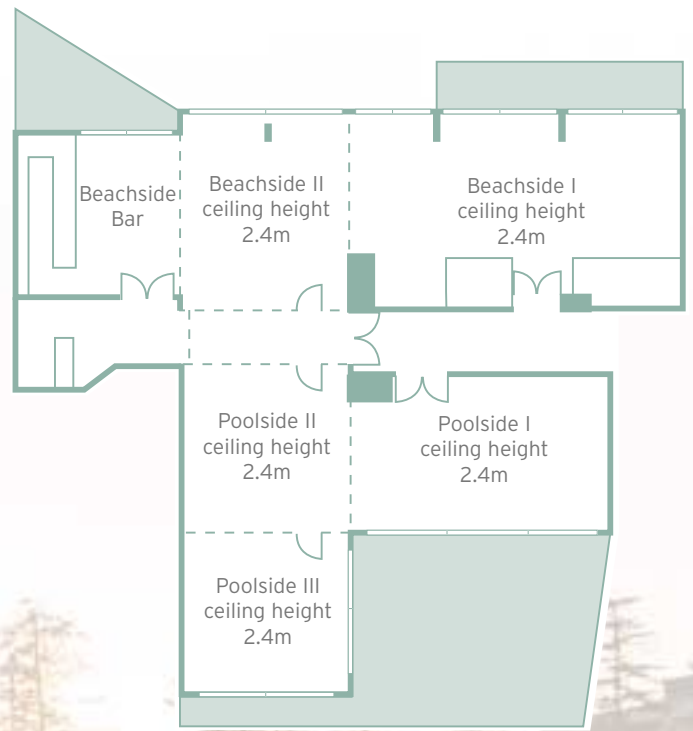 Beachside
Bar
Beachside II
ceiling height
2.4m
Beachside I
ceiling height
2.4m
Poolside II
ceiling height
2.4m
Poolside I
ceiling height
2.4m
Poolside III
ceiling height
2.4m